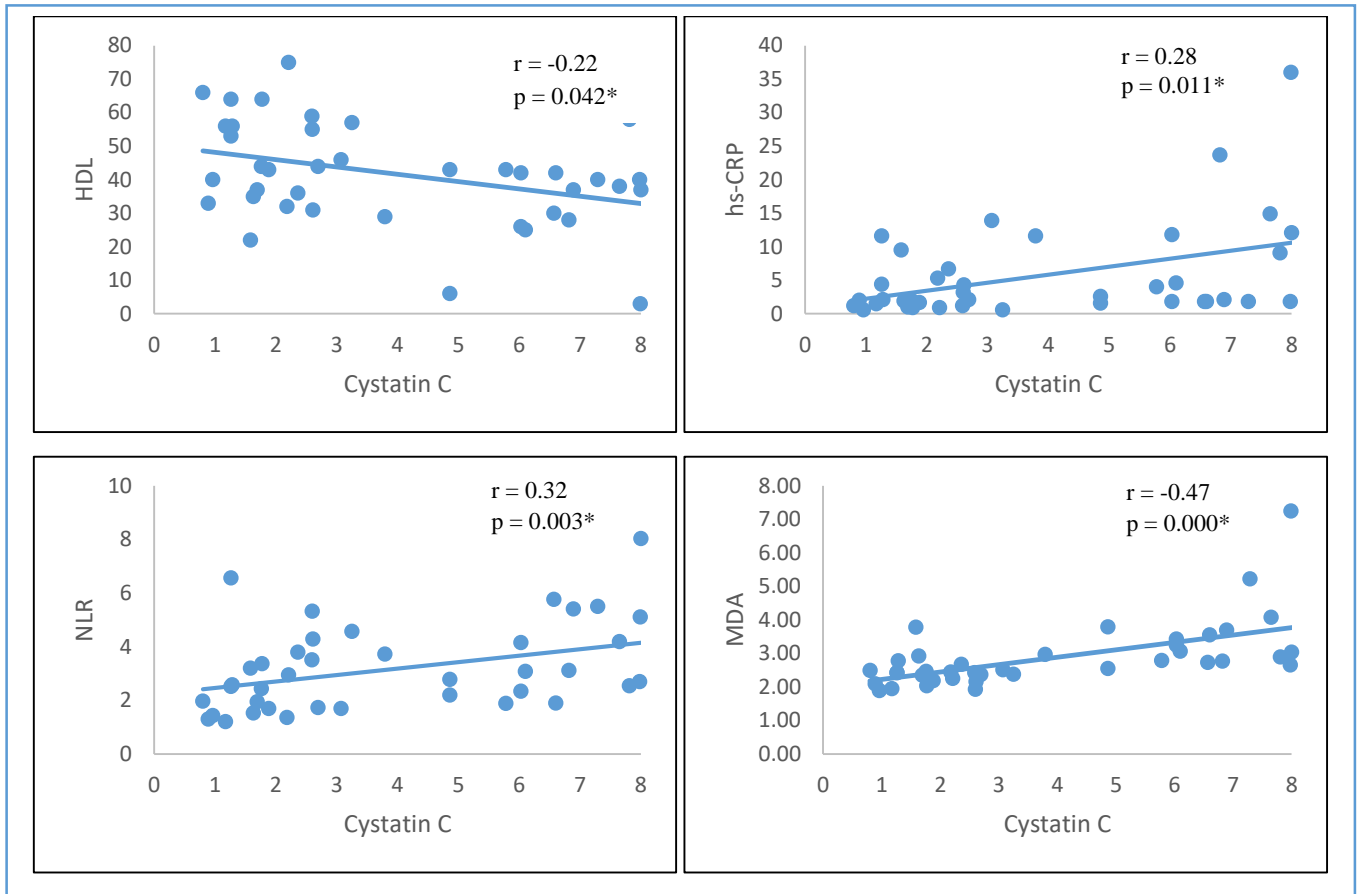 HDL
80
70
60
50
40
30
20
10
0
0 1 2 3 4 5 6 7 8
Cystatin C
r = -0.22
p = 0.042*
hs-CRP
40
35
30
25
20
15
10
5
0
0 1 2 3 4 5 6 7 8
Cystatin C
r = 0.28
p = 0.011*
NLR
10
8
6
4
2
0
0 1 2 3 4 5 6 7 8
Cystatin C
r = 0.32
p = 0.003*
MDA
8.00
7.00
6.00
5.00
4.00
3.00
2.00
1.00
0.00
0 1 2 3 4 5 6 7 8
Cystatin C
r = -0.47
p = 0.000*